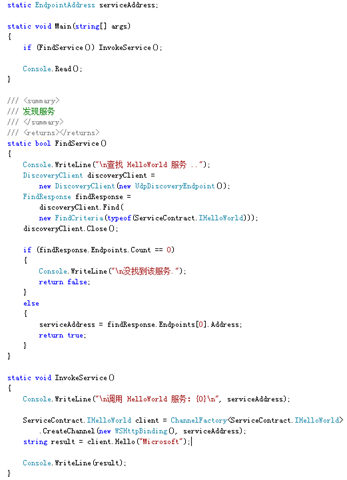 static EndpointAddress serviceAddress;
static void Main(string[] args)
{
if (FindService()) InvokeService();
Console.Read();
}
/// <summary>
/// 发现服务
/// </summary>
/// <returns></returns>
static bool FindService()
{
Console.WriteLine("\n查找 HelloWorld 服务 ..");
DiscoveryClient discoveryClient =
new DiscoveryClient(new UdpDiscoveryEndpoint());
FindResponse findResponse =
discoveryClient.Find(
new FindCriteria(typeof(ServiceContract.IHelloWorld)));
discoveryClient.Close();
if (findResponse.Endpoints.Count == 0)
{
Console.WriteLine("\n没找到该服务.");
return false;
}
else
{
serviceAddress = findResponse.Endpoints[0].Address;
return true;
}
}
static void InvokeService()
{
Console.WriteLine("\n调用 HelloWorld 服务: {0}\n", serviceAddress);
ServiceContract.IHelloWorld client = ChannelFactory<ServiceContract.IHelloWorld>
.CreateChannel(new WSHttpBinding(), serviceAddress);
string result = client.Hello("Microsoft");
Console.WriteLine(result);
}